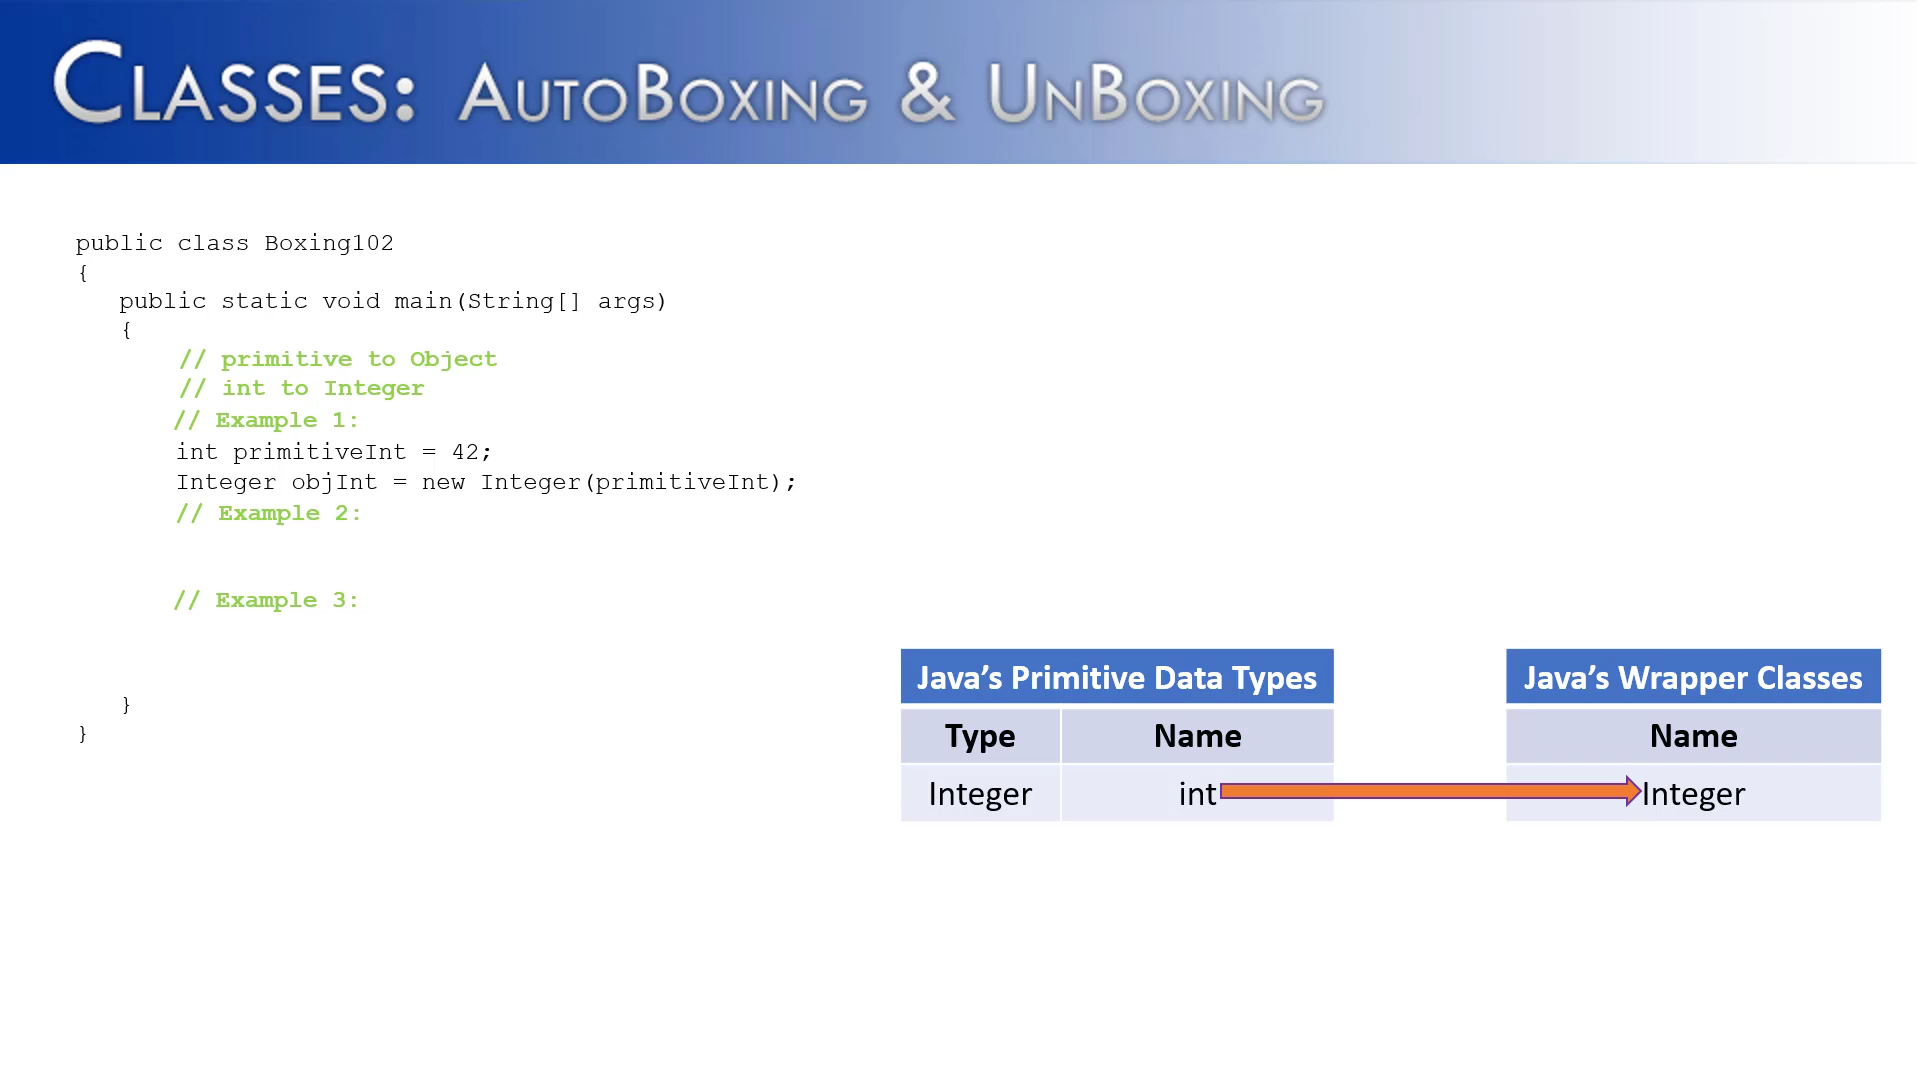 Classes: AutoBoxing & UnBoxing
public class Boxing102
{
public static void main(String[] args)
{
// primitive to Object
// int to Integer
// Example 1:
int primitiveInt = 42;
Integer objInt = new Integer(primitiveInt);
// Example 2:
// Example 3:
}
}
Java’s Primitive Data Types
Type Name
Integer int
Java’s Wrapper Classes
Name
Integer